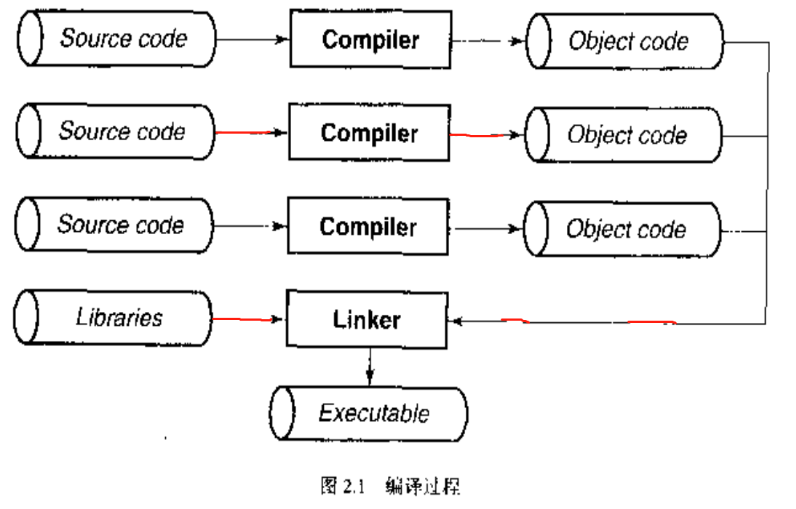 Source code Compiler Object code
Source code Compiler Object code
Source code Compiler Object code
Libraries Linker
Executable
图 2.1 编译过程